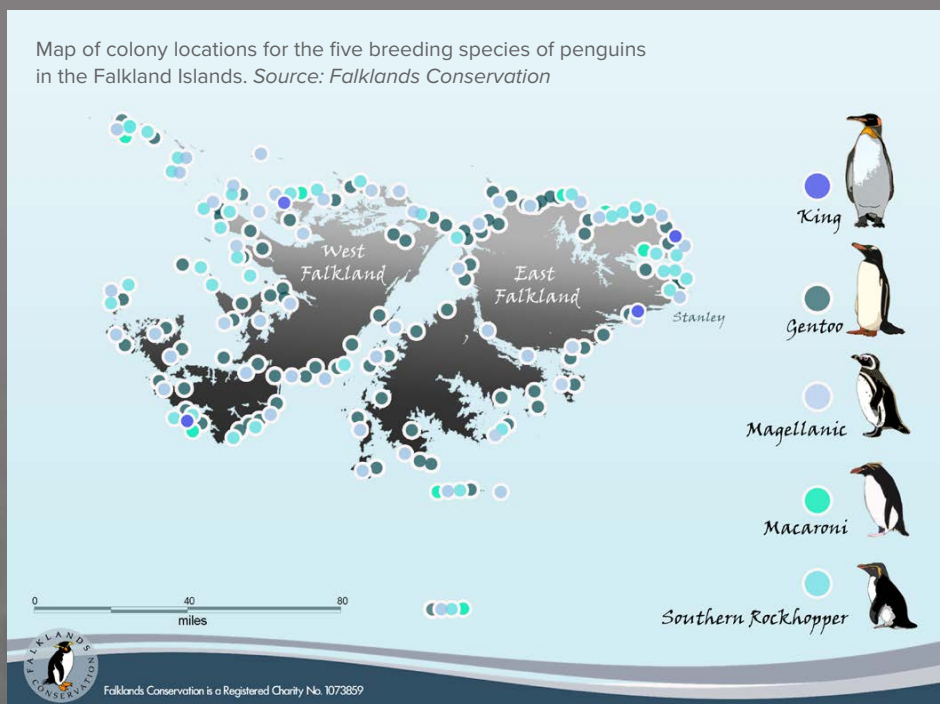 Map of colony locations for the five breeding species of penguins
in the Falkland Islands. Source: Falklands Conservation
King
West
Falkland
East
Falkland
Gentoo
Stanley
Magellanic
Macaroni
0 40 80
miles
Southern Rockhopper
FALKLANDS
CONSERVATION
Falklands Conservation is a Registered Charity No. 1073859